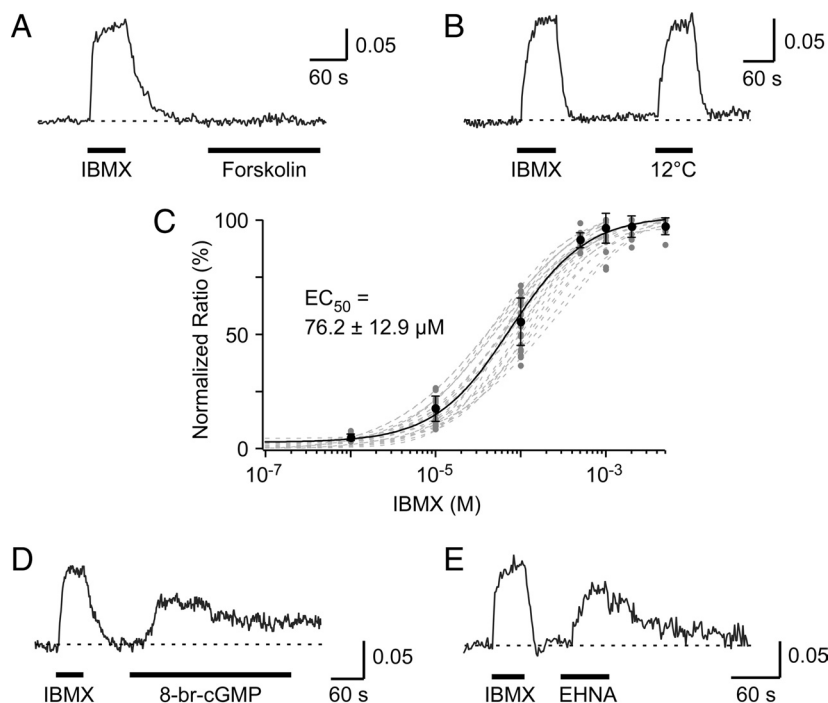 A
0.05
60 s
IBMX
Forskolin
B
0.05
60 s
IBMX
12°C
C
Normalized Ratio (%)
100
50
0
EC50 =
76.2 ± 12.9 µM
10-7
10-5
10-3
IBMX (M)
D
0.05
60 s
IBMX
8-br-cGMP
E
0.05
60 s
IBMX
EHNA